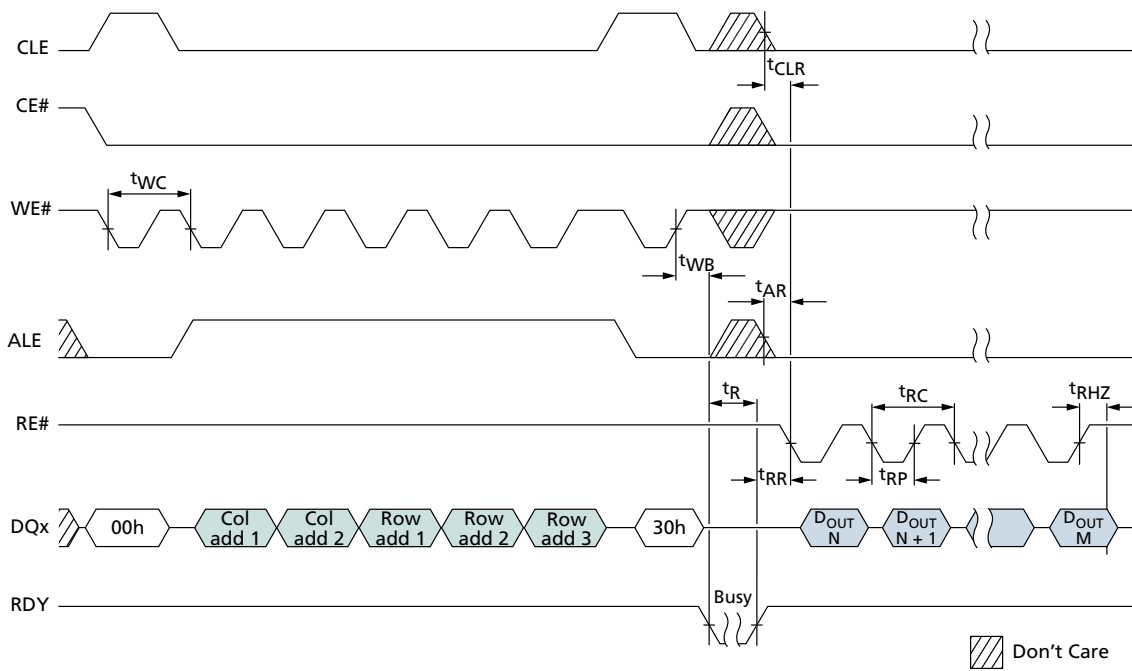 CLE
tCLR
CE#
tWC
WE#
tWB
tAR
ALE
tR
tRC
tRHZ
RE#
tRR
tRP
DQx
00h
Col
add 1
Col
add 2
Row
add 1
Row
add 2
Row
add 3
30h
DOUT
N
DOUT
N + 1
DOUT
M
RDY
Busy
Don't Care